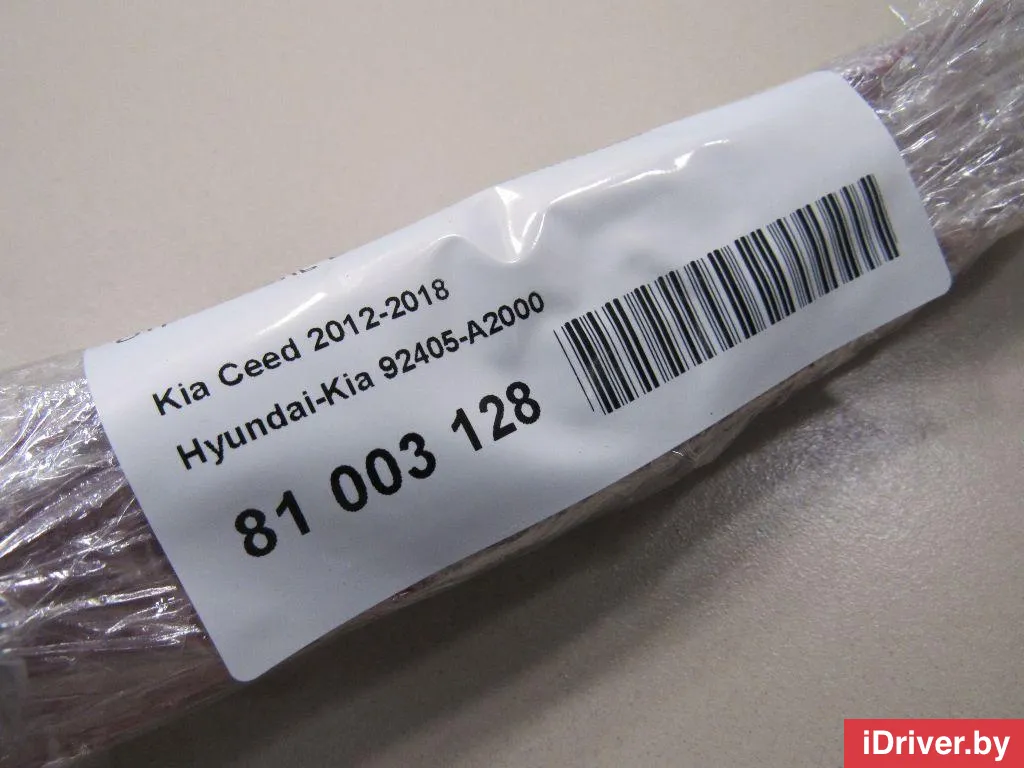 Kia Ceed 2012-2018
Hyundai-Kia 92405-A2000
81 003 128
iDriver.by